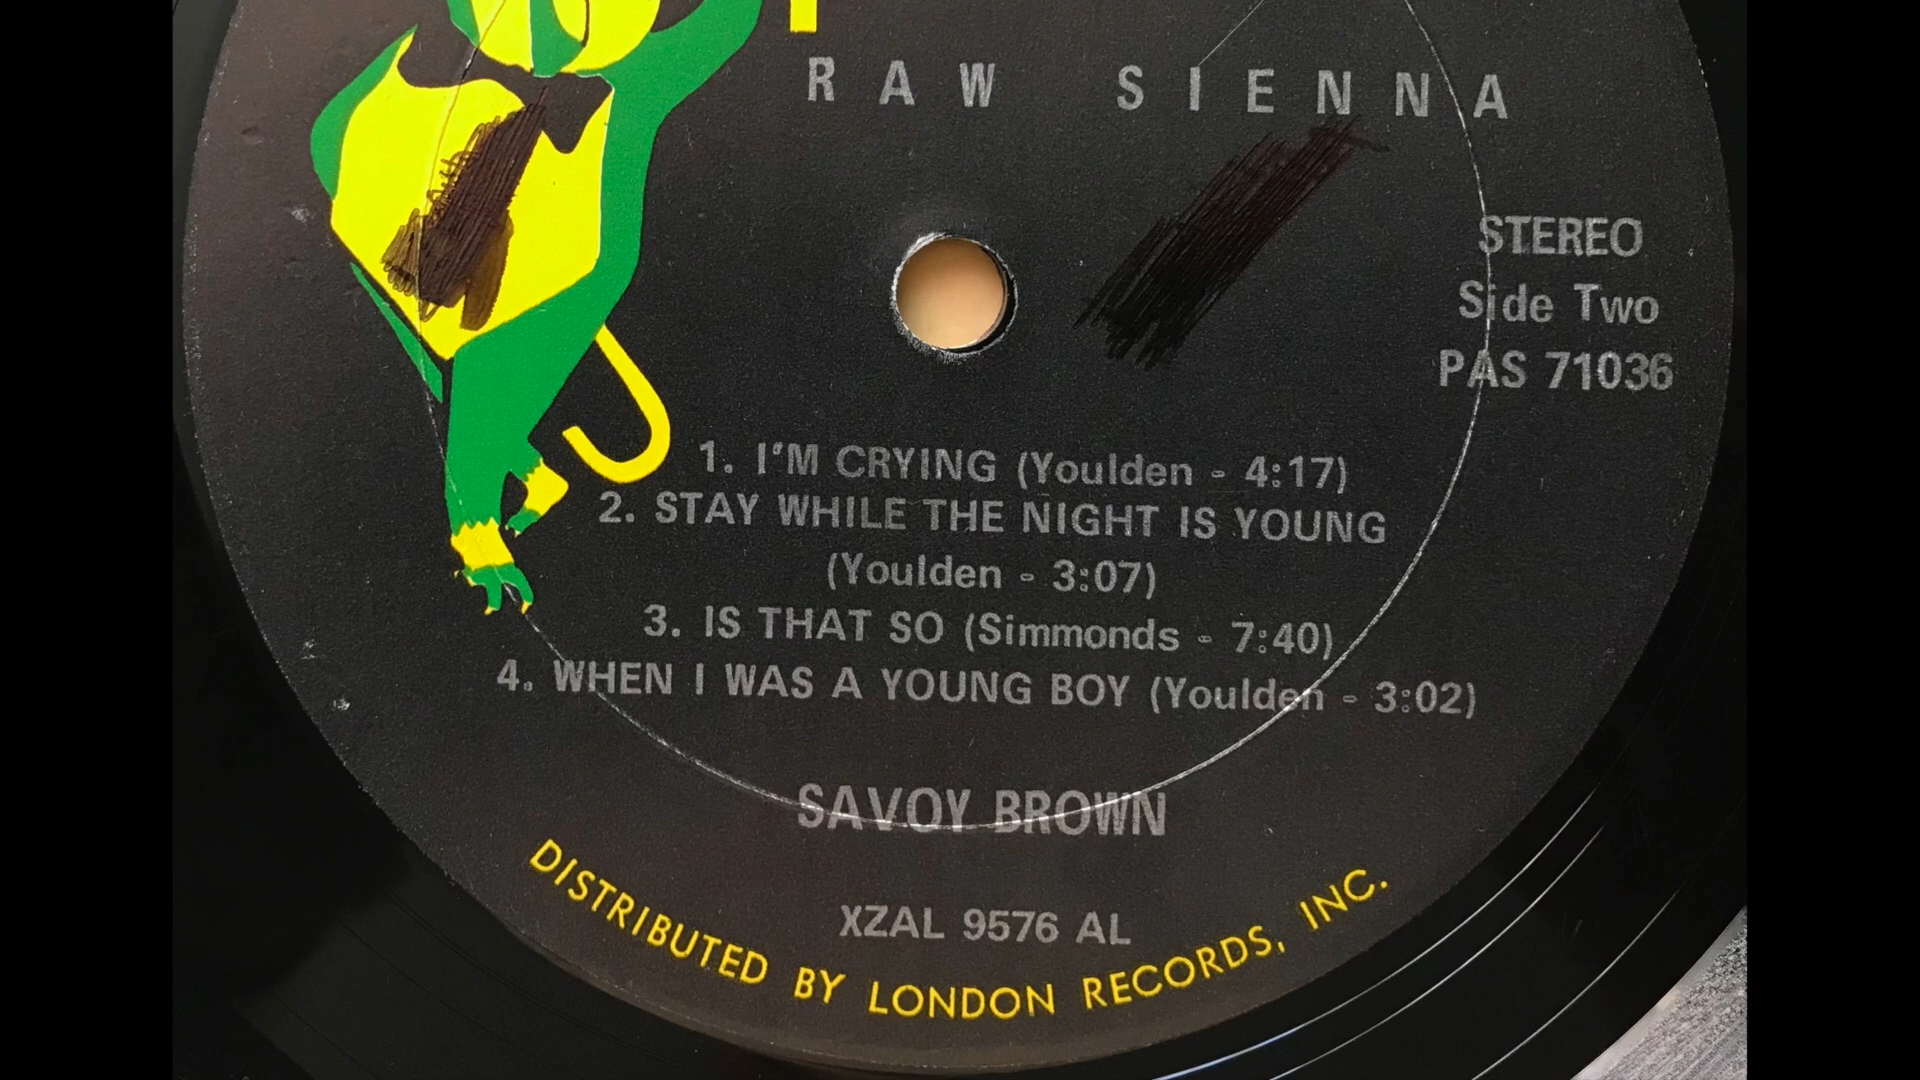 RAW SIENNA
STEREO
Side Two
PAS 71036
1. I'M CRYING (Youlden - 4:17)
2. STAY WHILE THE NIGHT IS YOUNG
(Youlden - 3:07)
3. IS THAT SO (Simmonds - 7:40)
4. WHEN I WAS A YOUNG BOY (Youlden - 3:02)
SAVOY BROWN
XZAL 9576 AL
DISTRIBUTED BY LONDON RECORDS, INC.